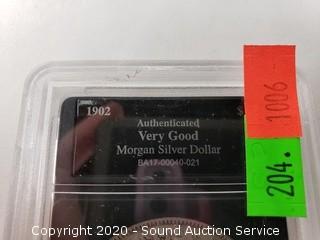 1902
Authenticated
Very Good
Morgan Silver Dollar
BA17-00040-021
1006-
204.
Copyright 2020 - Sound Auction Service